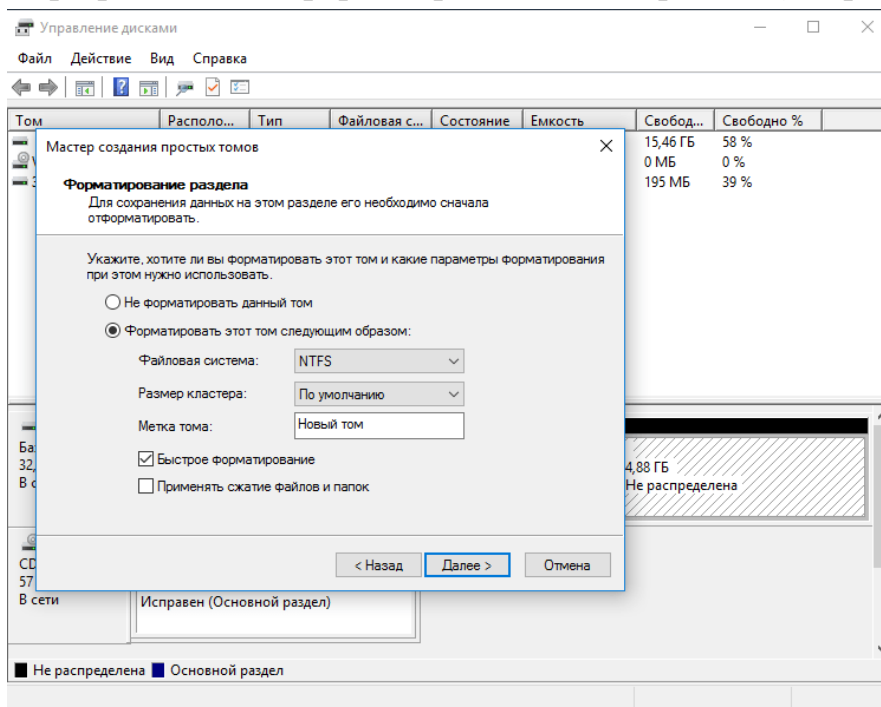 Управление дисками
Файл Действие Вид Справка
Том Располо... Тип Файловая с... Состояние Емкость Свобод... Свободно %
15,46 ГБ 58 %
0 МБ 0 %
195 МБ 39 %
Мастер создания простых томов
Форматирование раздела
Для сохранения данных на этом разделе его необходимо сначала
отформатировать.
Укажите, хотите ли вы форматировать этот том и какие параметры форматирования
при этом нужно использовать.
Не форматировать данный том
Форматировать этот том следующим образом:
Файловая система: NTFS
Размер кластера: По умолчанию
Метка тома: Новый том
Быстрое форматирование
Применять сжатие файлов и папок
< Назад Далее > Отмена
Ба
32,
В с
4,88 ГБ
Не распределена
CD
57
В сети
Исправен (Основной раздел)
Не распределена Основной раздел